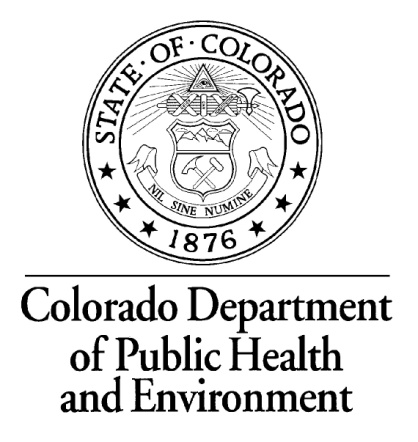 STATE · OF · COLORADO
NIL SINE NUMINE
1876
Colorado Department
of Public Health
and Environment